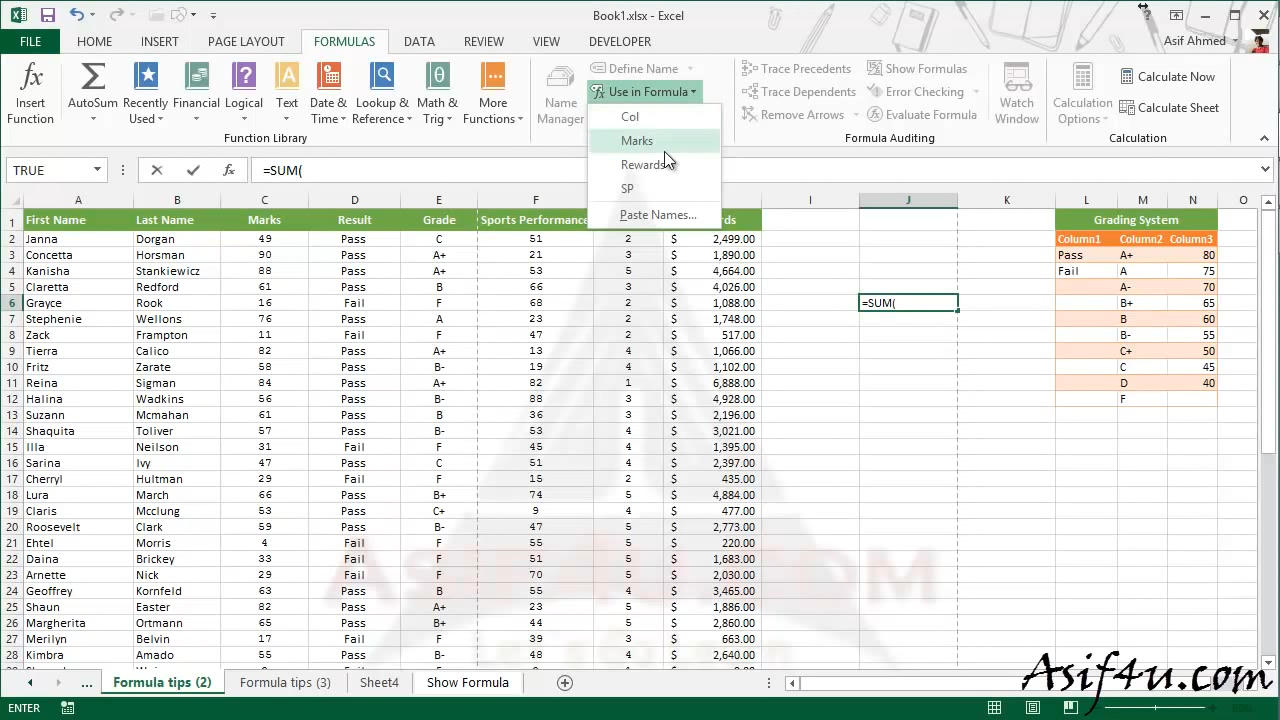 Book1.xlsx - Excel
Asif Ahmed
FILE HOME INSERT PAGE LAYOUT FORMULAS DATA REVIEW VIEW DEVELOPER
Insert Function
AutoSum
Recently Used
Financial
Logical
Text
Date & Time
Lookup & Reference
Math & Trig
More Functions
Function Library
Name Manager
Define Name
Use in Formula
Col
Marks
Rewards
SP
Paste Names...
Trace Precedents
Trace Dependents
Remove Arrows
Show Formulas
Error Checking
Evaluate Formula
Formula Auditing
Watch Window
Calculation Options
Calculate Now
Calculate Sheet
Calculation
TRUE =SUM(
A B C D E F I J K L M N O
1 First Name Last Name Marks Result Grade Sports Performance Grading System
2 Janna Dorgan 49 Pass C 51 2 $ 2,499.00 Column1 Column2 Column3
3 Concetta Horsman 90 Pass A+ 21 3 $ 1,890.00 Pass A+ 80
4 Kanisha Stankiewicz 88 Pass A+ 53 5 $ 4,664.00 Fail A 75
5 Claretta Redford 61 Pass B 66 3 $ 4,026.00 A- 70
6 Grayce Rook 16 Fail F 68 2 $ 1,088.00 =SUM( B+ 65
7 Stephenie Wellons 76 Pass A 23 2 $ 1,748.00 B 60
8 Zack Frampton 11 Fail F 47 2 $ 517.00 B- 55
9 Tierra Calico 82 Pass A+ 13 4 $ 1,066.00 C+ 50
10 Fritz Zarate 58 Pass B- 19 4 $ 1,102.00 C 45
11 Reina Sigman 84 Pass A+ 82 1 $ 6,888.00 D 40
12 Halina Wadkins 56 Pass B- 88 3 $ 4,928.00 F
13 Suzann Mcmahan 61 Pass B 36 3 $ 2,196.00
14 Shaquita Toliver 57 Pass B- 53 4 $ 3,021.00
15 Illa Neilson 31 Fail F 45 4 $ 1,395.00
16 Sarina Ivy 47 Pass C 51 4 $ 2,397.00
17 Cherryl Hultman 29 Fail F 15 2 $ 435.00
18 Lura March 66 Pass B+ 74 5 $ 4,884.00
19 Claris Mcclung 53 Pass C+ 9 4 $ 477.00
20 Roosevelt Clark 59 Pass B- 47 5 $ 2,773.00
21 Ehtel Morris 4 Fail F 55 5 $ 220.00
22 Daina Brickey 33 Fail F 51 5 $ 1,683.00
23 Arnette Nick 29 Fail F 70 5 $ 2,030.00
24 Geoffrey Kornfeld 63 Pass B 55 4 $ 3,465.00
25 Shaun Easter 82 Pass A+ 23 5 $ 1,886.00
26 Margherita Ortmann 65 Pass B+ 44 5 $ 2,860.00
27 Merilyn Belvin 17 Fail F 39 3 $ 663.00
28 Kimbra Amado 55 Pass B- 48 4 $ 2,640.00
... Formula tips (2) Formula tips (3) Sheet4 Show Formula
Asif4u.com
ENTER